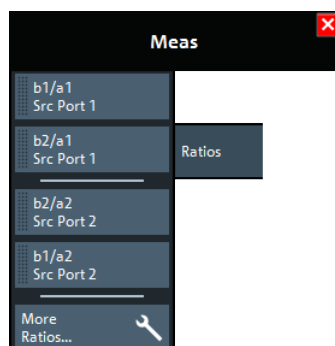 Meas
b1/a1
Src Port 1
b2/a1
Src Port 1
Ratios
b2/a2
Src Port 2
b1/a2
Src Port 2
More
Ratios...